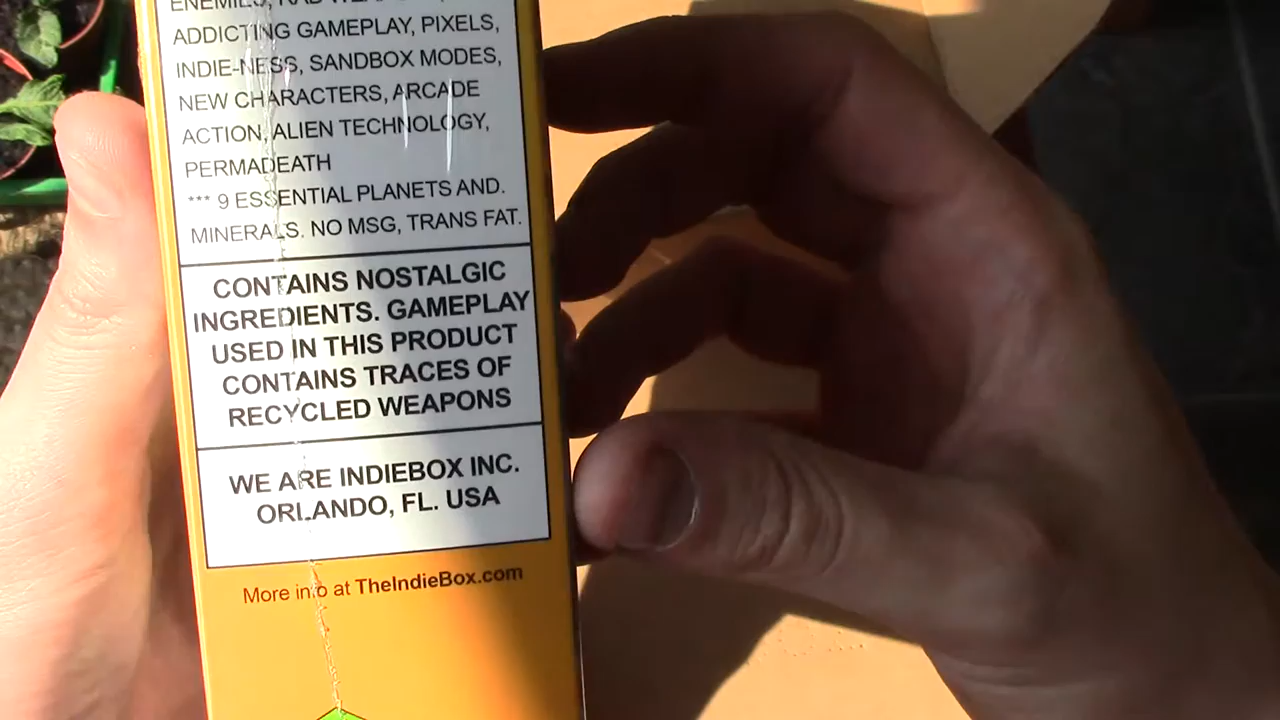 ENEMIES, RAD
ADDICTING GAMEPLAY, PIXELS,
INDIE-NESS, SANDBOX MODES,
NEW CHARACTERS, ARCADE
ACTION, ALIEN TECHNOLOGY,
PERMADEATH
*** 9 ESSENTIAL PLANETS AND.
MINERALS. NO MSG, TRANS FAT.
CONTAINS NOSTALGIC
INGREDIENTS. GAMEPLAY
USED IN THIS PRODUCT
CONTAINS TRACES OF
RECYCLED WEAPONS
WE ARE INDIEBOX INC.
ORLANDO, FL. USA
More info at TheIndieBox.com